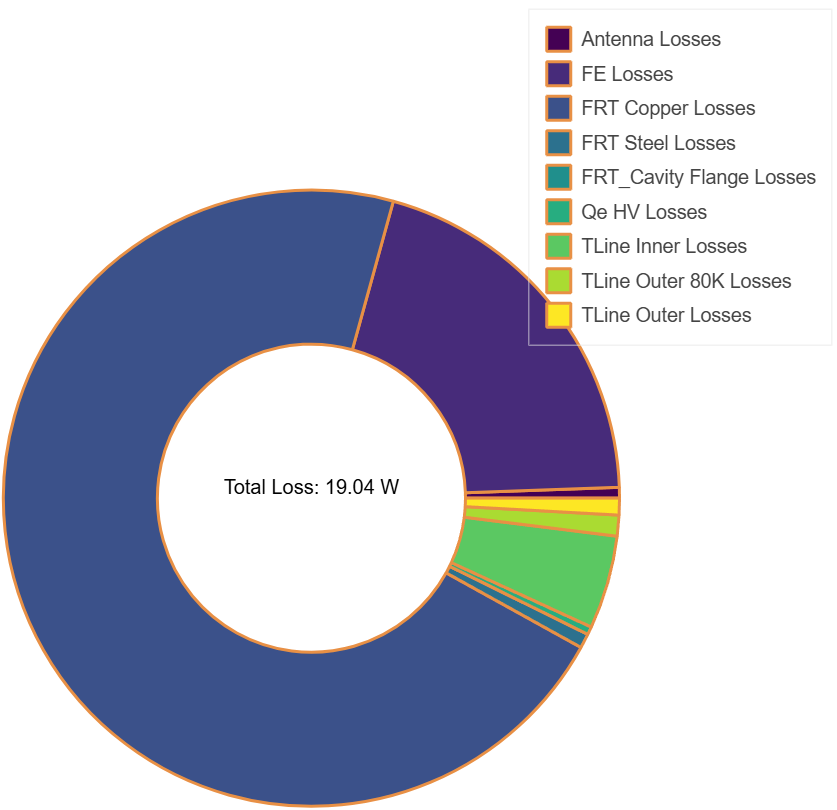 Antenna Losses
FE Losses
FRT Copper Losses
FRT Steel Losses
FRT_Cavity Flange Losses
Qe HV Losses
TLine Inner Losses
TLine Outer 80K Losses
TLine Outer Losses
Total Loss: 19.04 W